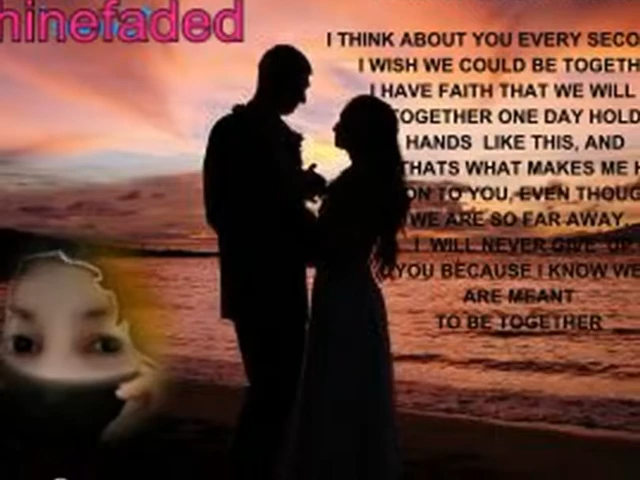 hinefaded
I THINK ABOUT YOU EVERY SECO
I WISH WE COULD BE TOGETH
I HAVE FAITH THAT WE WILL
TOGETHER ONE DAY HOLD
HANDS LIKE THIS, AND
THATS WHAT MAKES ME H
ON TO YOU, EVEN THOUG
WE ARE SO FAR AWAY
I WILL NEVER GIVE UP
YOU BECAUSE I KNOW WE
ARE MEANT
TO BE TOGETHER